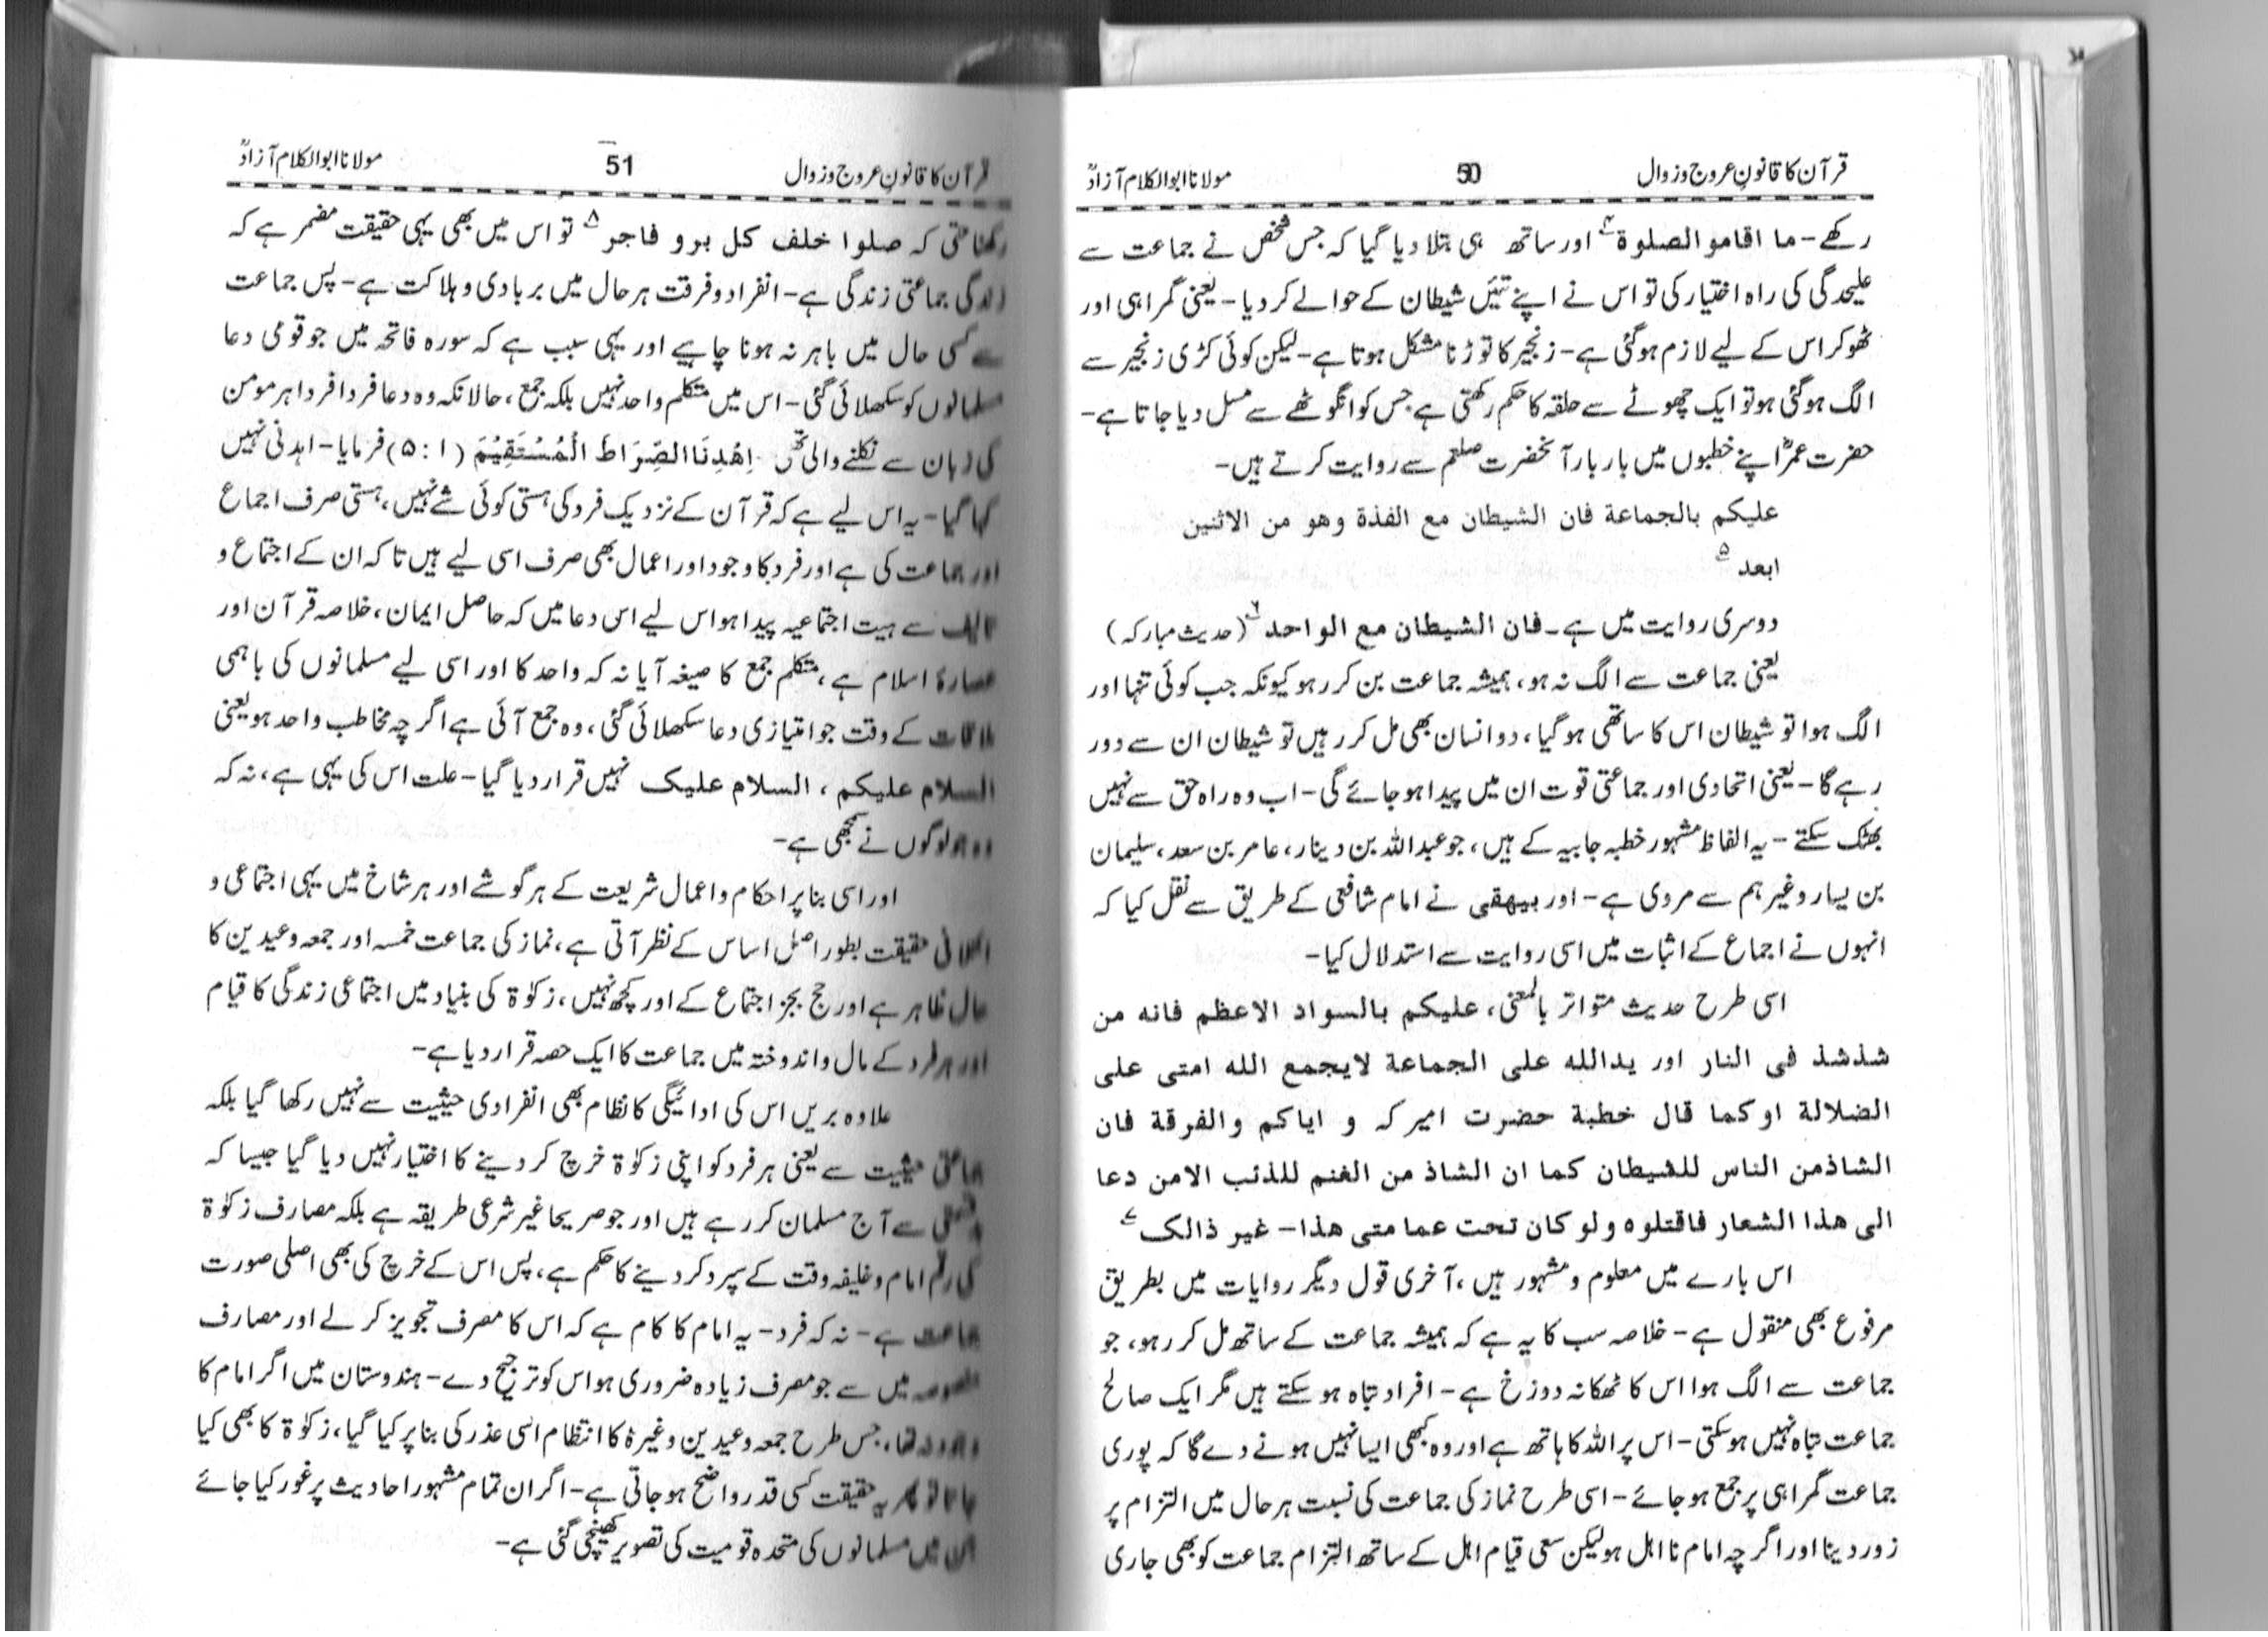 قرآن کا قانونِ عروج و زوال 50 مولانا ابوالکلام آزادؒ
رکھے۔ ما اقامو الصلوة۴ اور ساتھ ہی بتلا دیا گیا کہ جس شخص نے جماعت سے
علیحدگی کی راہ اختیار کی تو اس نے اپنے تئیں شیطان کے حوالے کر دیا۔ یعنی گمراہی اور
ٹھوکر اس کے لیے لازم ہو گئی ہے۔ زنجیر کا توڑنا مشکل ہوتا ہے۔ لیکن کوئی کڑی زنجیر سے
الگ ہو گئی ہو تو ایک چھوٹے سے حلقہ کا حکم رکھتی ہے جس کو انگوٹھے سے مسل دیا جاتا ہے۔
حضرت عمرؓ اپنے خطبوں میں بار بار آنحضرت صلعم سے روایت کرتے ہیں۔
علیکم بالجماعة فان الشیطان مع الفذة وهو من الاثنین
ابعد۵
دوسری روایت میں ہے۔ فان الشیطان مع الواحد۶ (حدیث مبارکہ)
یعنی جماعت سے الگ نہ ہو، ہمیشہ جماعت بن کر رہو کیونکہ جب کوئی تنہا اور
الگ ہوا تو شیطان اس کا ساتھی ہو گیا، دو انسان بھی مل کر رہیں تو شیطان ان سے دور
رہے گا۔ یعنی اتحادی اور جماعتی قوت ان میں پیدا ہو جائے گی۔ اب وہ راہ حق سے نہیں
بھٹک سکتے۔ یہ الفاظ مشہور خطبہ جابیہ کے ہیں، جو عبداللہ بن دینار، عامر بن سعد، سلیمان
بن یسار وغیرہم سے مروی ہے۔ اور بیہقی نے امام شافعی کے طریق سے نقل کیا کہ
انہوں نے اجماع کے اثبات میں اسی روایت سے استدلال کیا۔
اسی طرح حدیث متواتر بالمعنی، علیکم بالسواد الاعظم فانه من
شذشذ فی النار اور یدالله علی الجماعة لایجمع الله امتی علی
الضلالة اوکما قال خطبة حضرت امیر کہ و ایاکم والفرقة فان
الشاذمن الناس للشیطان کما ان الشاذ من الغنم للذئب الامن دعا
الی هذا الشعار فاقتلوه ولو کان تحت عمامتی هذا۔ غیر ذالک۷
اس بارے میں معلوم و مشہور ہیں، آخری قول دیگر روایات میں بطریق
مرفوع بھی منقول ہے۔ خلاصہ سب کا یہ ہے کہ ہمیشہ جماعت کے ساتھ مل کر رہو، جو
جماعت سے الگ ہوا اس کا ٹھکانہ دوزخ ہے۔ افراد تباہ ہو سکتے ہیں مگر ایک صالح
جماعت تباہ نہیں ہو سکتی۔ اس پر اللہ کا ہاتھ ہے اور وہ کبھی ایسا نہیں ہونے دے گا کہ پوری
جماعت گمراہی پر جمع ہو جائے۔ اسی طرح نماز کی جماعت کی نسبت ہر حال میں التزام پر
زور دینا اور اگرچہ امام نا اہل ہو لیکن سعی قیام اہل کے ساتھ التزام جماعت کو بھی جاری
قرآن کا قانونِ عروج و زوال 51 مولانا ابوالکلام آزادؒ
رکھنا حتی کہ صلوا خلف کل برو فاجر۸ تو اس میں بھی یہی حقیقت مضمر ہے کہ
زندگی جماعتی زندگی ہے۔ انفراد و فرقت ہر حال میں بربادی و ہلاکت ہے۔ پس جماعت
سے کسی حال میں باہر نہ ہونا چاہیے اور یہی سبب ہے کہ سورہ فاتحہ میں جو قومی دعا
مسلمانوں کو سکھلائی گئی۔ اس میں متکلم واحد نہیں بلکہ جمع، حالانکہ وہ دعا فردا فردا ہر مومن
کی زبان سے نکلنے والی تھی اِهْدِنَا الصِّرَاطَ الْمُسْتَقِیْمَ (۵:۱) فرمایا۔ اهدنی نہیں
کہا گیا۔ یہ اس لیے ہے کہ قرآن کے نزدیک فرد کی ہستی کوئی شے نہیں، ہستی صرف اجماع
اور جماعت کی ہے اور فرد کا وجود اور اعمال بھی صرف اسی لیے ہیں تاکہ ان کے اجتماع و
تالیف سے ہیت اجتماعیہ پیدا ہو اس لیے اس دعا میں کہ حاصل ایمان، خلاصہ قرآن اور
عصارۂ اسلام ہے، متکلم جمع کا صیغہ آیا نہ کہ واحد کا اور اسی لیے مسلمانوں کی باہمی
ملاقات کے وقت جو امتیازی دعا سکھلائی گئی، وہ جمع آئی ہے اگرچہ مخاطب واحد ہو یعنی
السلام علیکم، السلام علیک نہیں قرار دیا گیا۔ علت اس کی یہی ہے، نہ کہ
وہ جو لوگوں نے سمجھی ہے۔
اور اسی بنا پر احکام و اعمال شریعت کے ہر گوشے اور ہر شاخ میں یہی اجتماعی و
ائتلافی حقیقت بطور اصل اساس کے نظر آتی ہے، نماز کی جماعت خمسہ اور جمعہ و عیدین کا
حال ظاہر ہے اور حج بجز اجتماع کے اور کچھ نہیں، زکوٰۃ کی بنیاد میں اجتماعی زندگی کا قیام
اور ہر فرد کے مال و اندوختہ میں جماعت کا ایک حصہ قرار دیا ہے۔
علاوہ بریں اس کی ادائیگی کا نظام بھی انفرادی حیثیت سے نہیں رکھا گیا بلکہ
جماعتی حیثیت سے یعنی ہر فرد کو اپنی زکوٰۃ خرچ کر دینے کا اختیار نہیں دیا گیا جیسا کہ
بدقسمتی سے آج مسلمان کر رہے ہیں اور جو صریحا غیر شرعی طریقہ ہے بلکہ مصارف زکوٰۃ
کی رقم امام و خلیفہ وقت کے سپرد کر دینے کا حکم ہے، پس اس کے خرچ کی بھی اصلی صورت
جماعت ہے۔ نہ کہ فرد۔ یہ امام کا کام ہے کہ اس کا مصرف تجویز کر لے اور مصارف
منصوصہ میں سے جو مصرف زیادہ ضروری ہو اس کو ترجیح دے۔ ہندوستان میں اگر امام کا
وجود نہ تھا، جس طرح جمعہ و عیدین وغیرہ کا انتظام اسی عذر کی بنا پر کیا گیا، زکوٰۃ کا بھی کیا
جاتا تو پھر یہ حقیقت کسی قدر واضح ہو جاتی ہے۔ اگر ان تمام مشہور احادیث پر غور کیا جائے
جن میں مسلمانوں کی متحدہ قومیت کی تصویر کھینچی گئی ہے۔